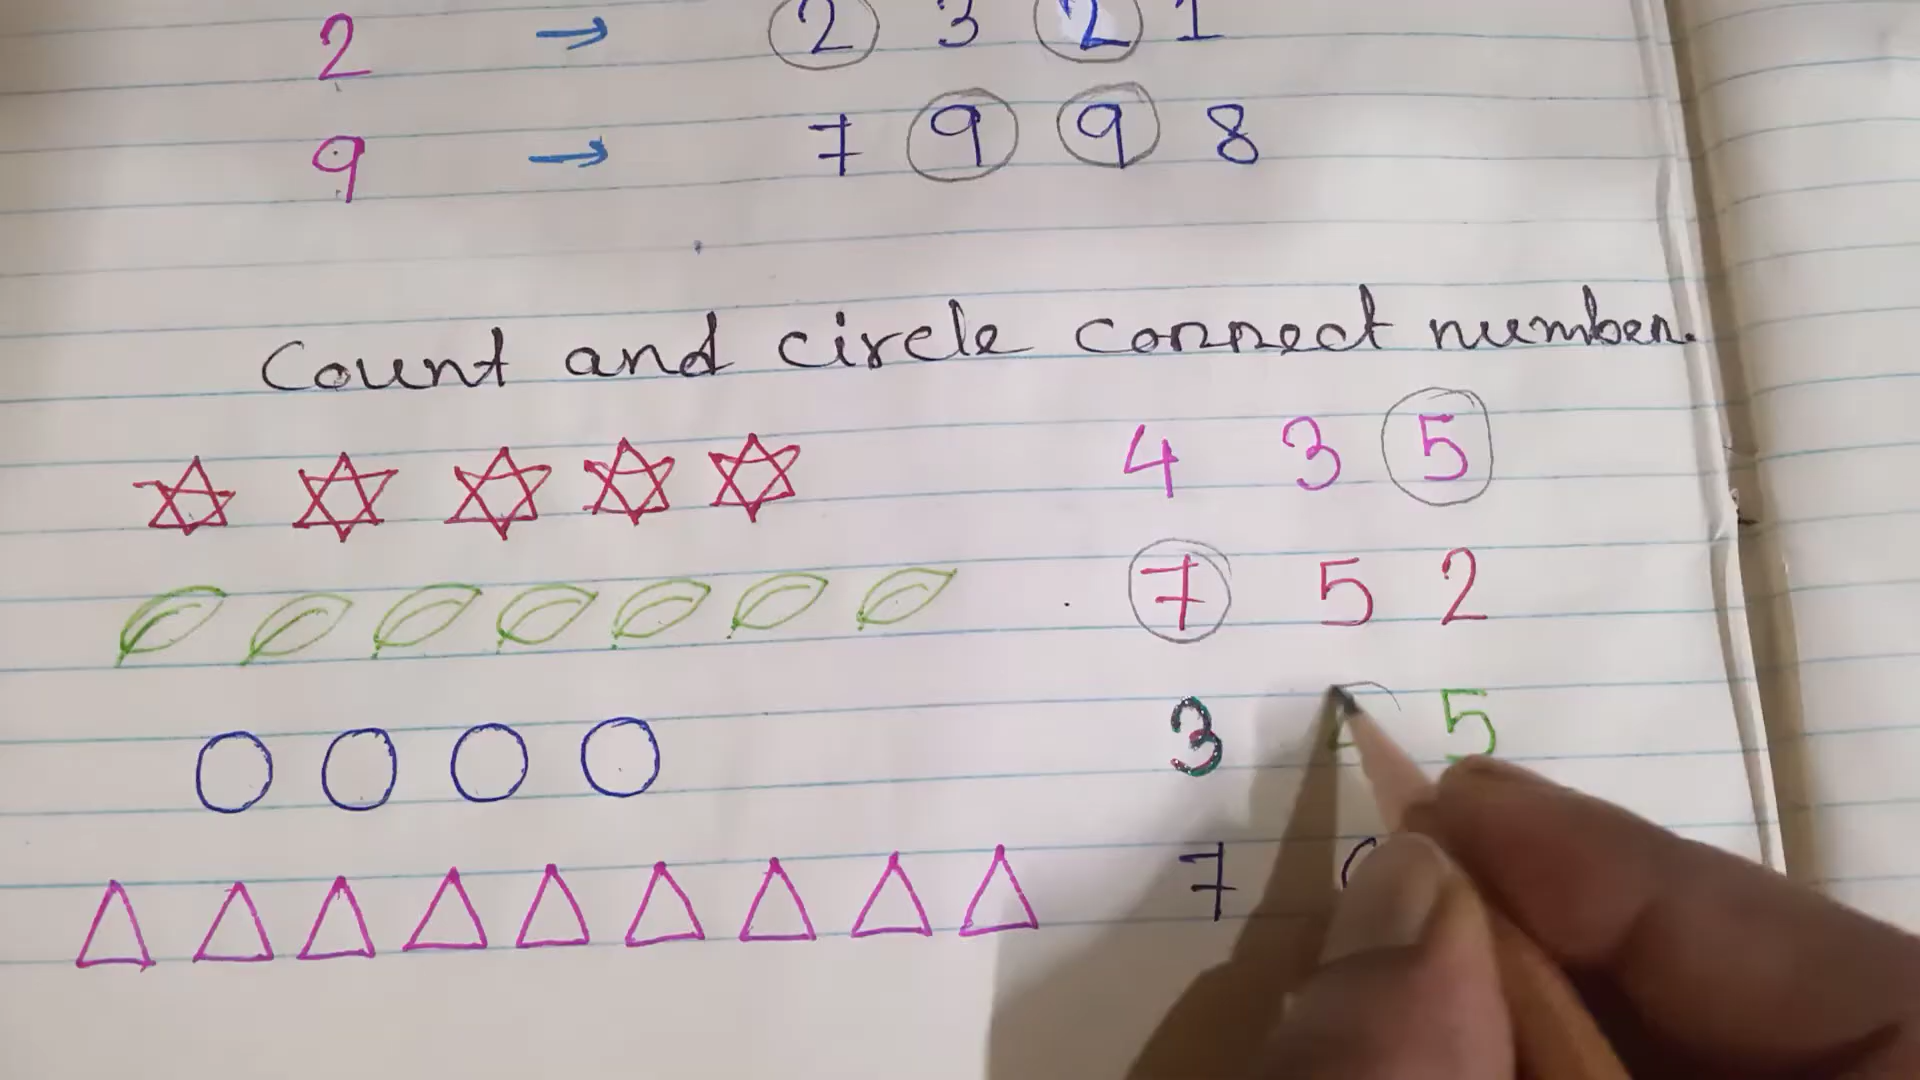 2 → 2 3 2 1
9 → 7 9 9 8
Count and circle connect number.
4 3 5
7 5 2
3 4 5
7